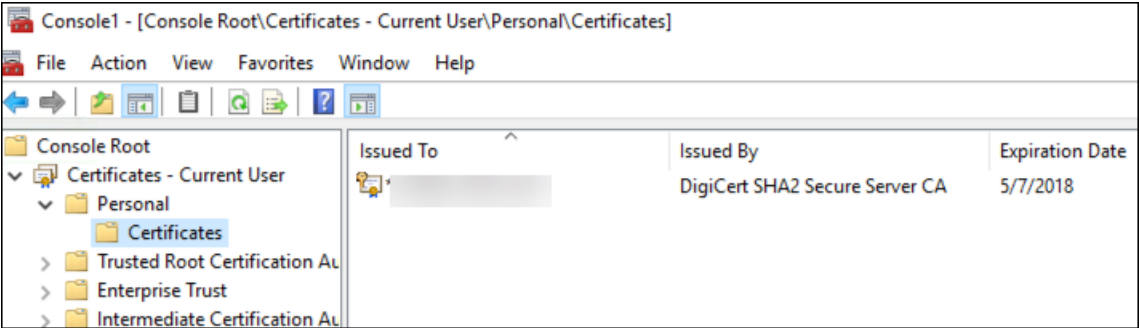 Console1 - [Console Root\Certificates - Current User\Personal\Certificates]
File Action View Favorites Window Help
Console Root
Certificates - Current User
Personal
Certificates
Trusted Root Certification Au
Enterprise Trust
Intermediate Certification Au
Issued To Issued By Expiration Date
* DigiCert SHA2 Secure Server CA 5/7/2018